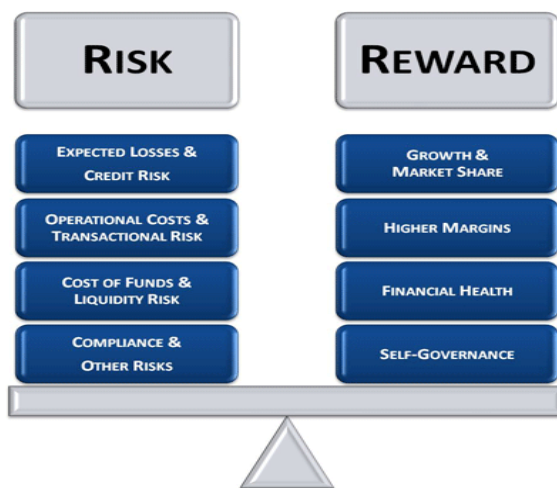 RISK
EXPECTED LOSSES &
CREDIT RISK
OPERATIONAL COSTS &
TRANSACTIONAL RISK
COST OF FUNDS &
LIQUIDITY RISK
COMPLIANCE &
OTHER RISKS
REWARD
GROWTH &
MARKET SHARE
HIGHER MARGINS
FINANCIAL HEALTH
SELF-GOVERNANCE